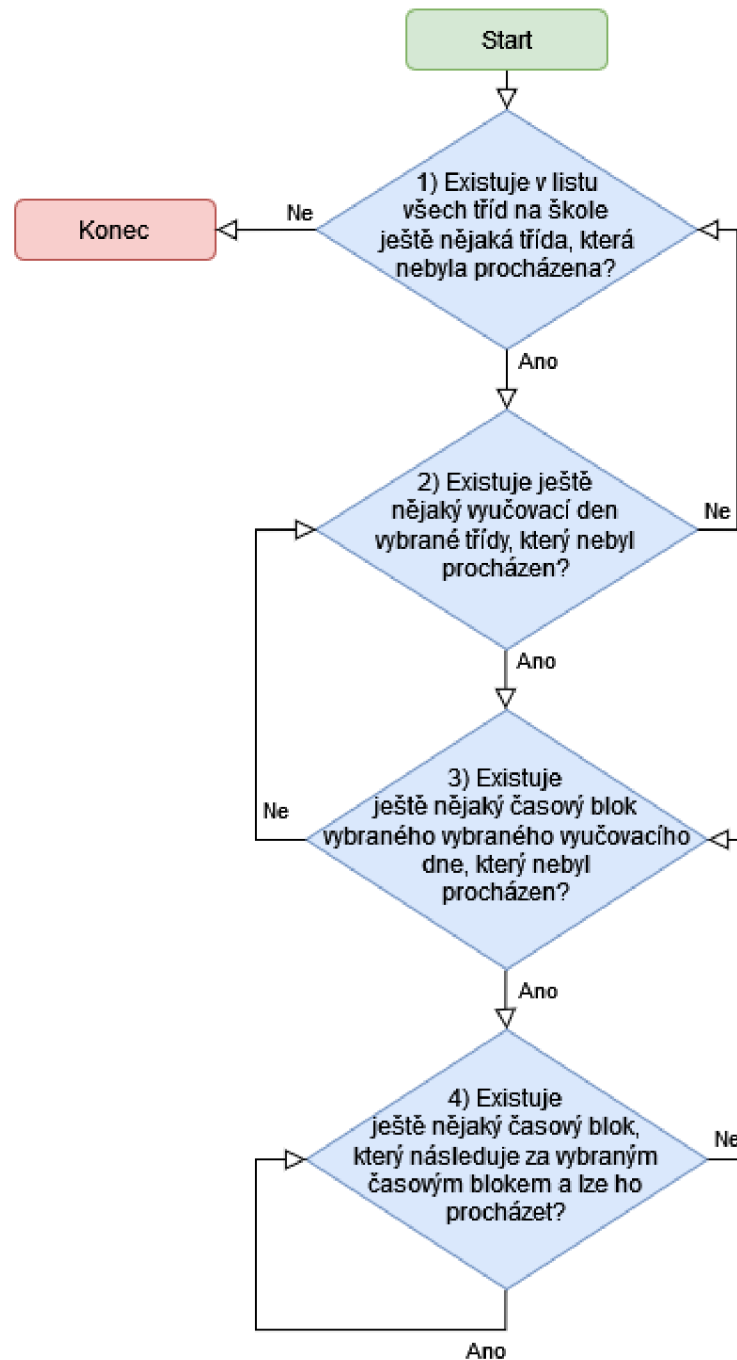 Start
1) Existuje v listu
všech tříd na škole
ještě nějaká třída, která
nebyla procházena?
Ne
Konec
Ano
2) Existuje ještě
nějaký vyučovací den
vybrané třídy, který nebyl
procházen?
Ne
Ano
3) Existuje
ještě nějaký časový blok
vybraného vybraného vyučovacího
dne, který nebyl
procházen?
Ne
Ano
4) Existuje
ještě nějaký časový blok,
který následuje za vybraným
časovým blokem a lze ho
procházet?
Ne
Ano